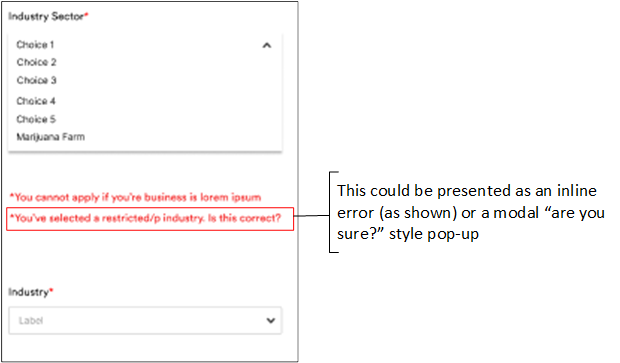 Industry Sector*
Choice 1
Choice 2
Choice 3
Choice 4
Choice 5
Marijuana Farm
*You cannot apply if you're business is lorem ipsum
*You've selected a restricted/p industry. Is this correct?
This could be presented as an inline
error (as shown) or a modal “are you
sure?” style pop-up
Industry*
Label